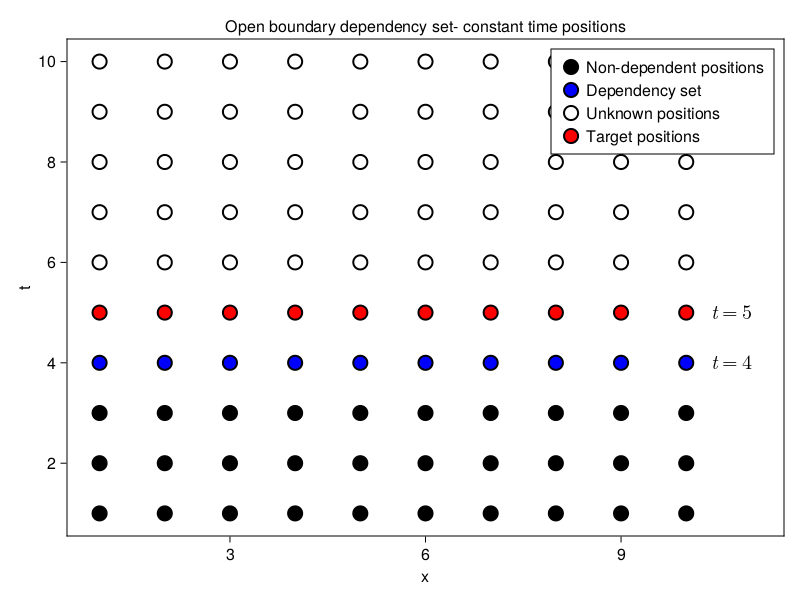 Open boundary dependency set- constant time positions
Non-dependent positions
Dependency set
Unknown positions
Target positions
10
8
6
4
2
t
t = 5
t = 4
3
6
9
x